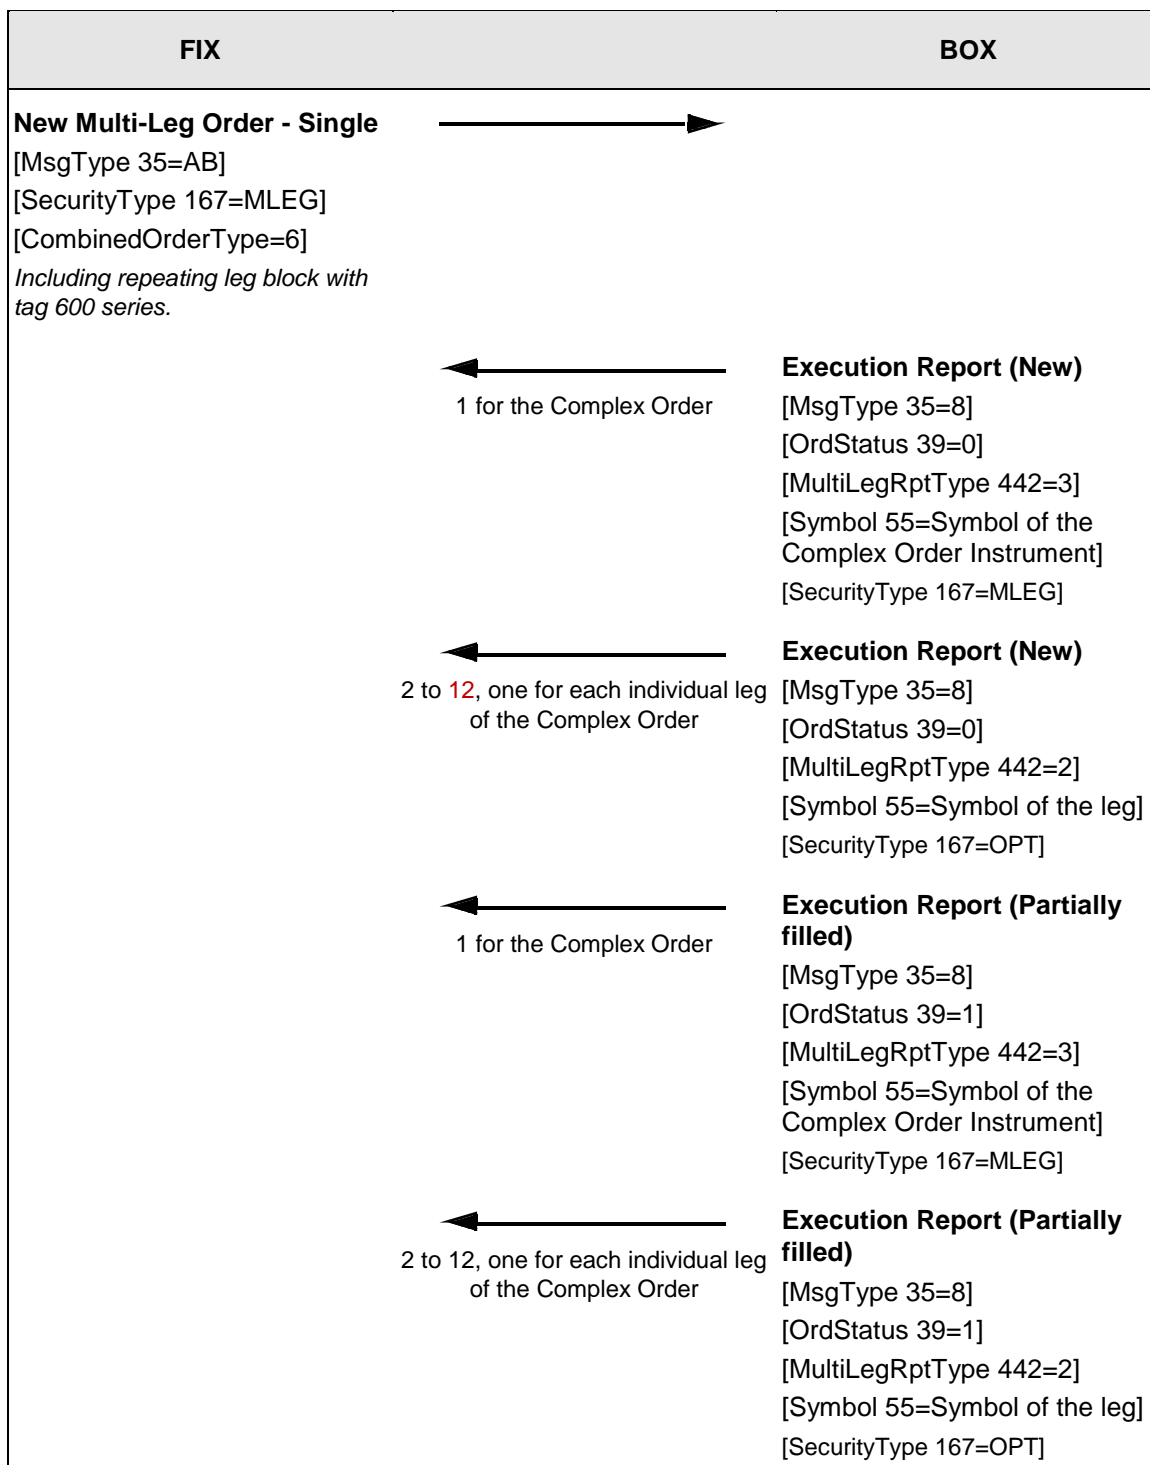 FIX
BOX
New Multi-Leg Order - Single
[MsgType 35=AB]
[SecurityType 167=MLEG]
[CombinedOrderType=6]
Including repeating leg block with
tag 600 series.
1 for the Complex Order
Execution Report (New)
[MsgType 35=8]
[OrdStatus 39=0]
[MultiLegRptType 442=3]
[Symbol 55=Symbol of the
Complex Order Instrument]
[SecurityType 167=MLEG]
2 to 12, one for each individual leg
of the Complex Order
Execution Report (New)
[MsgType 35=8]
[OrdStatus 39=0]
[MultiLegRptType 442=2]
[Symbol 55=Symbol of the leg]
[SecurityType 167=OPT]
1 for the Complex Order
Execution Report (Partially
filled)
[MsgType 35=8]
[OrdStatus 39=1]
[MultiLegRptType 442=3]
[Symbol 55=Symbol of the
Complex Order Instrument]
[SecurityType 167=MLEG]
2 to 12, one for each individual leg
of the Complex Order
Execution Report (Partially
filled)
[MsgType 35=8]
[OrdStatus 39=1]
[MultiLegRptType 442=2]
[Symbol 55=Symbol of the leg]
[SecurityType 167=OPT]